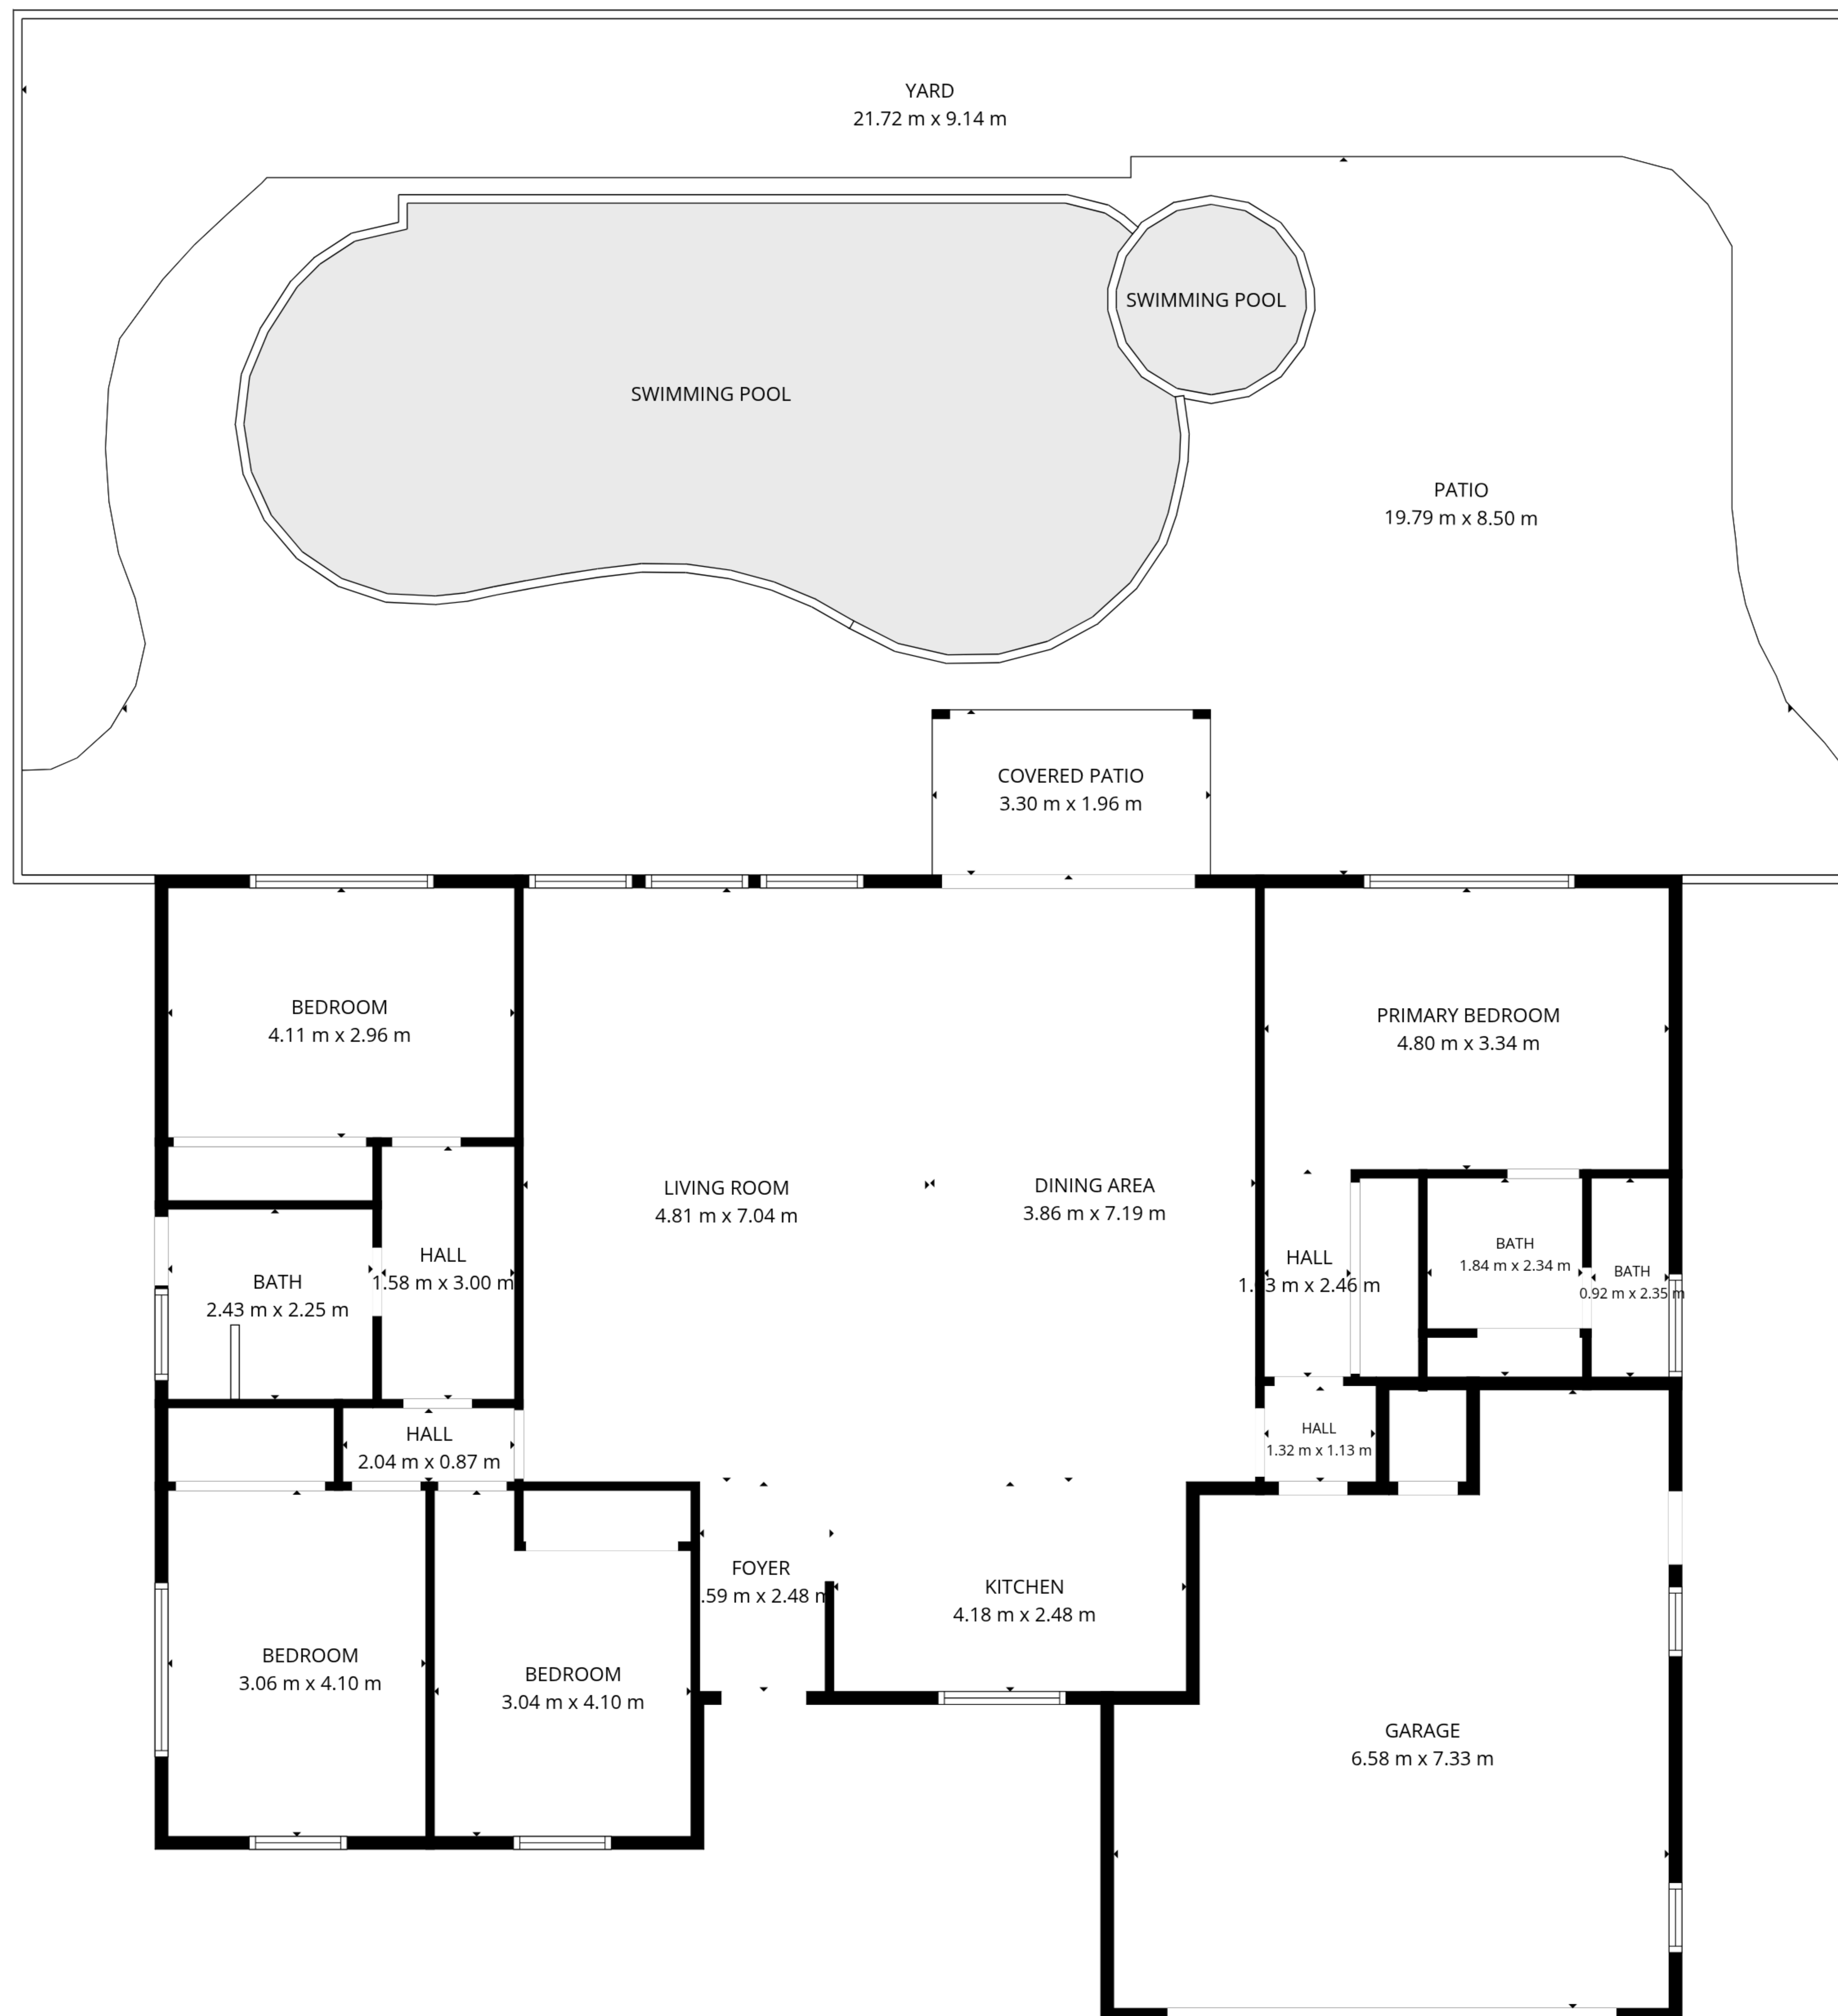 YARD
21.72 m x 9.14 m
SWIMMING POOL
SWIMMING POOL
PATIO
19.79 m x 8.50 m
COVERED PATIO
3.30 m x 1.96 m
BEDROOM
4.11 m x 2.96 m
PRIMARY BEDROOM
4.80 m x 3.34 m
LIVING ROOM
4.81 m x 7.04 m
DINING AREA
3.86 m x 7.19 m
HALL
1.58 m x 3.00 m
BATH
2.43 m x 2.25 m
HALL
x 2.46 m
BATH
1.84 m x 2.34 m
BATH
0.92 m x 2.35 m
HALL
2.04 m x 0.87 m
HALL
1.32 m x 1.13 m
FOYER
.59 m x 2.48 m
KITCHEN
4.18 m x 2.48 m
BEDROOM
3.06 m x 4.10 m
BEDROOM
3.04 m x 4.10 m
GARAGE
6.58 m x 7.33 m